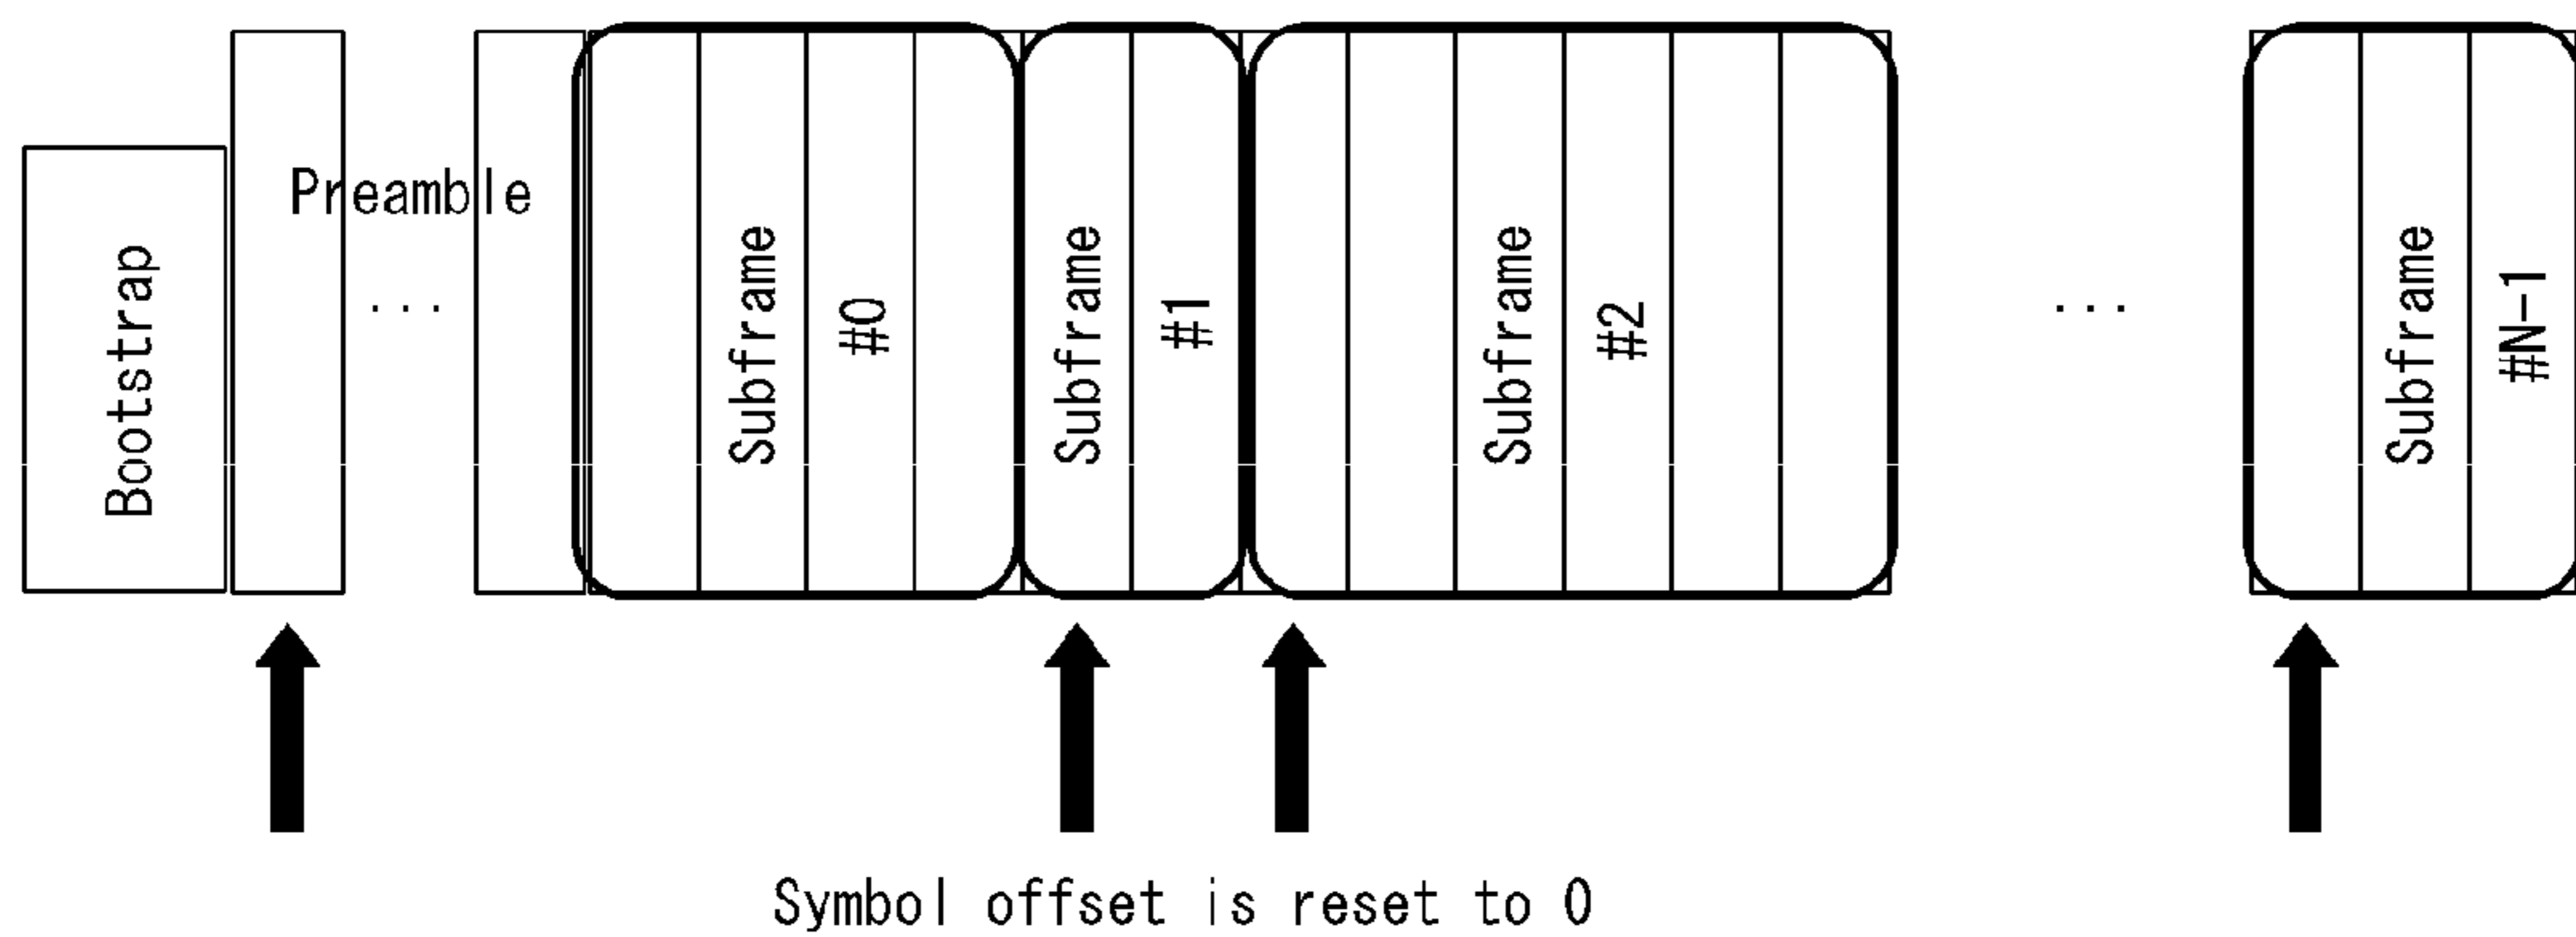 Bootstrap
Preamble
...
Subframe
#0
Subframe
#1
Subframe
#2
...
Subframe
#N-1
Symbol offset is reset to 0